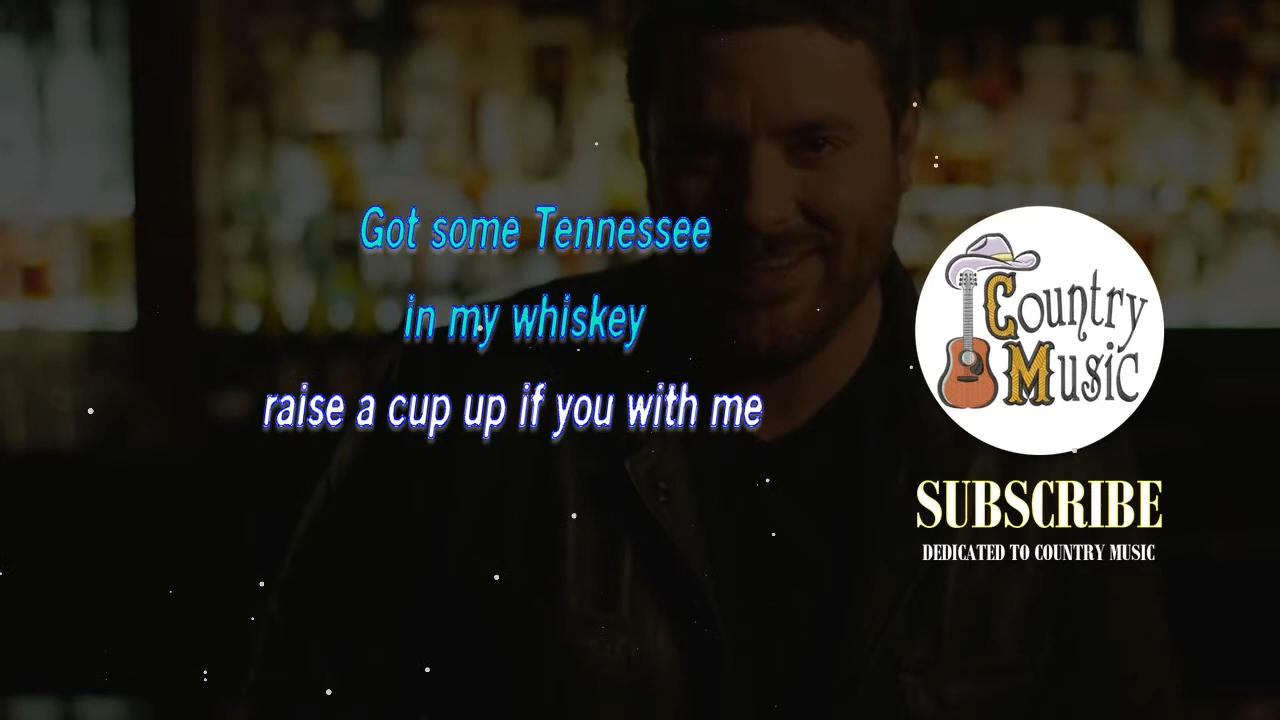 Got some Tennessee
in my whiskey
raise a cup up if you with me
Country
Music
SUBSCRIBE
DEDICATED TO COUNTRY MUSIC